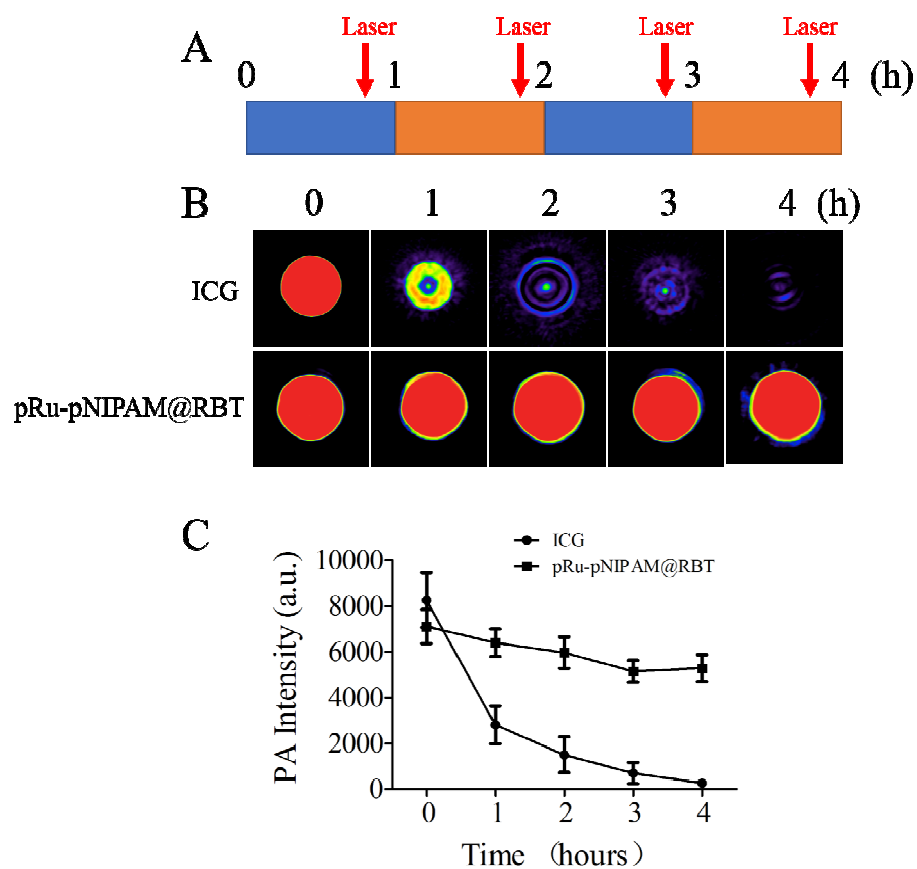 A
Laser Laser Laser Laser
0 1 2 3 4 (h)
B 0 1 2 3 4 (h)
ICG
pRu-pNIPAM@RBT
C
ICG
pRu-pNIPAM@RBT
PA Intensity (a.u.)
10000
8000
6000
4000
2000
0
0 1 2 3 4
Time (hours)